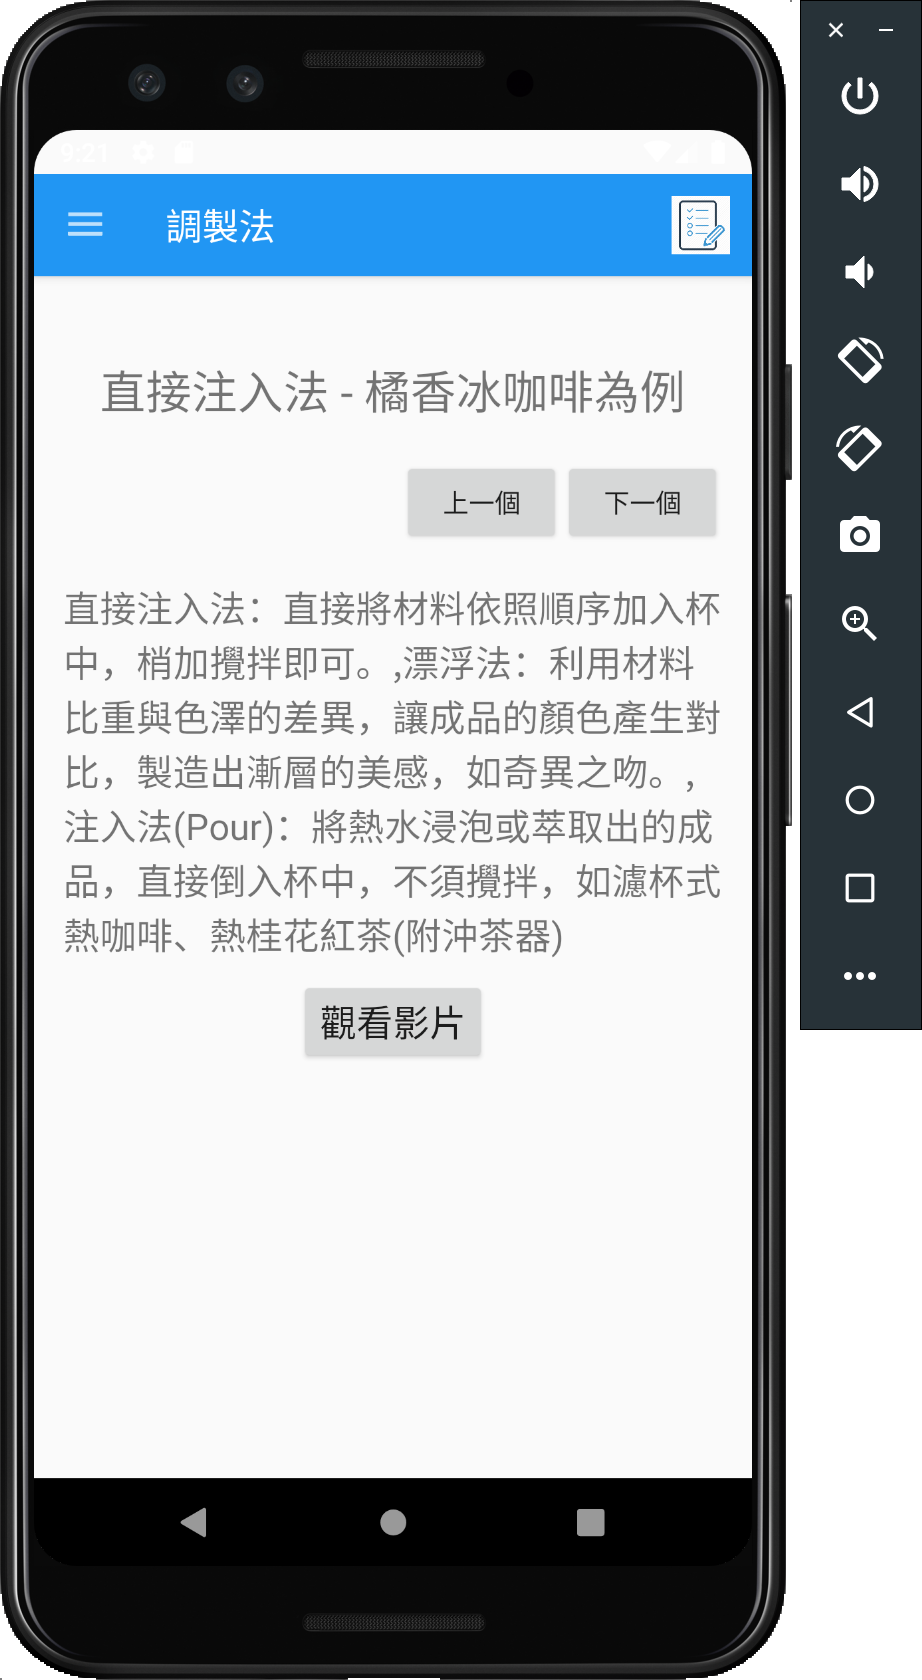 9:21
調製法
直接注入法 - 橘香冰咖啡為例
上一個
下一個
直接注入法：直接將材料依照順序加入杯
中，梢加攪拌即可。,漂浮法：利用材料
比重與色澤的差異，讓成品的顏色產生對
比，製造出漸層的美感，如奇異之吻。,
注入法(Pour)：將熱水浸泡或萃取出的成
品，直接倒入杯中，不須攪拌，如濾杯式
熱咖啡、熱桂花紅茶(附沖茶器)
觀看影片